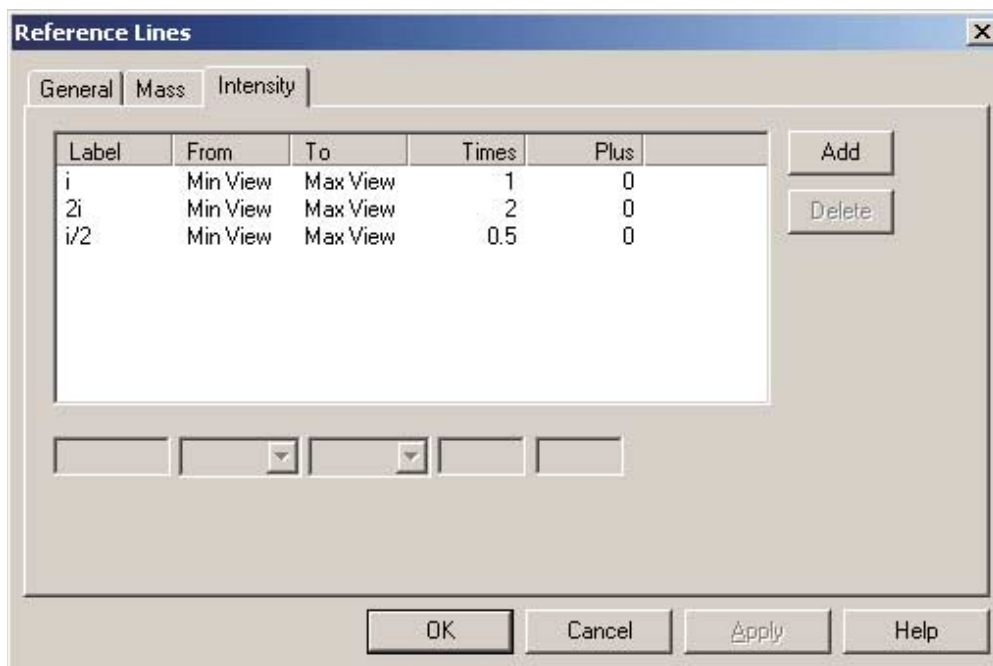 Reference Lines
General Mass Intensity
Label From To Times Plus
i Min View Max View 1 0
2i Min View Max View 2 0
i/2 Min View Max View 0.5 0
Add
Delete
OK Cancel Apply Help